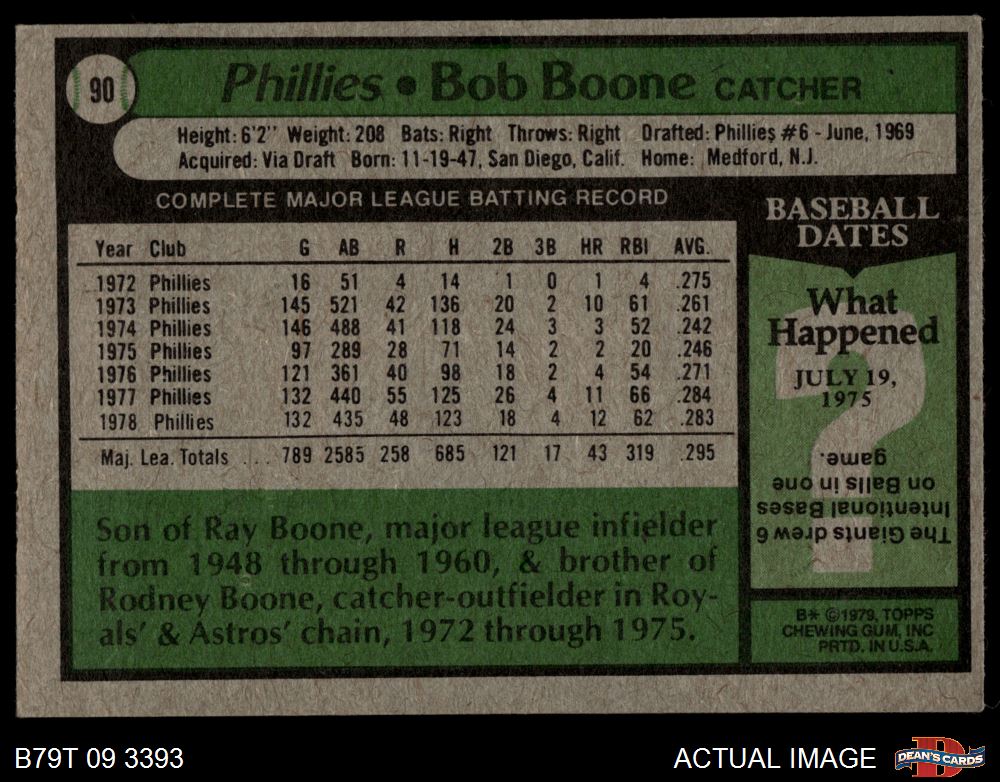 90
Phillies • Bob Boone CATCHER
Height: 6'2" Weight: 208 Bats: Right Throws: Right Drafted: Phillies #6 - June, 1969
Acquired: Via Draft Born: 11-19-47, San Diego, Calif. Home: Medford, N.J.
COMPLETE MAJOR LEAGUE BATTING RECORD
Year Club G AB R H 2B 3B HR RBI AVG.
1972 Phillies 16 51 4 14 1 0 1 4 .275
1973 Phillies 145 521 42 136 20 2 10 61 .261
1974 Phillies 146 488 41 118 24 3 3 52 .242
1975 Phillies 97 289 28 71 14 2 2 20 .246
1976 Phillies 121 361 40 98 18 2 4 54 .271
1977 Phillies 132 440 55 125 26 4 11 66 .284
1978 Phillies 132 435 48 123 18 4 12 62 .283
Maj. Lea. Totals ... 789 2585 258 685 121 17 43 319 .295
Son of Ray Boone, major league infielder
from 1948 through 1960, & brother of
Rodney Boone, catcher-outfielder in Roy-
als' & Astros' chain, 1972 through 1975.
BASEBALL
DATES
What
Happened
JULY 19,
1975
The Giants drew 6
Intentional Bases
on Balls in one
game.
B* ©1979, TOPPS
CHEWING GUM, INC
PRTD. IN U.S.A.
B79T 09 3393
ACTUAL IMAGE
D
DEAN'S CARDS